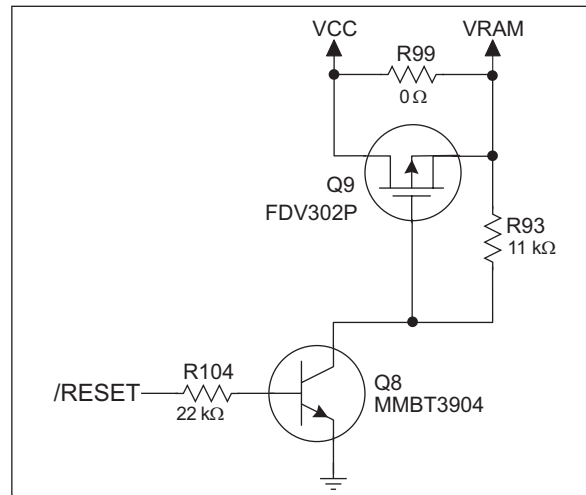 VCC
VRAM
R99
0 Ω
Q9
FDV302P
R93
11 kΩ
R104
/RESET
22 kΩ
Q8
MMBT3904